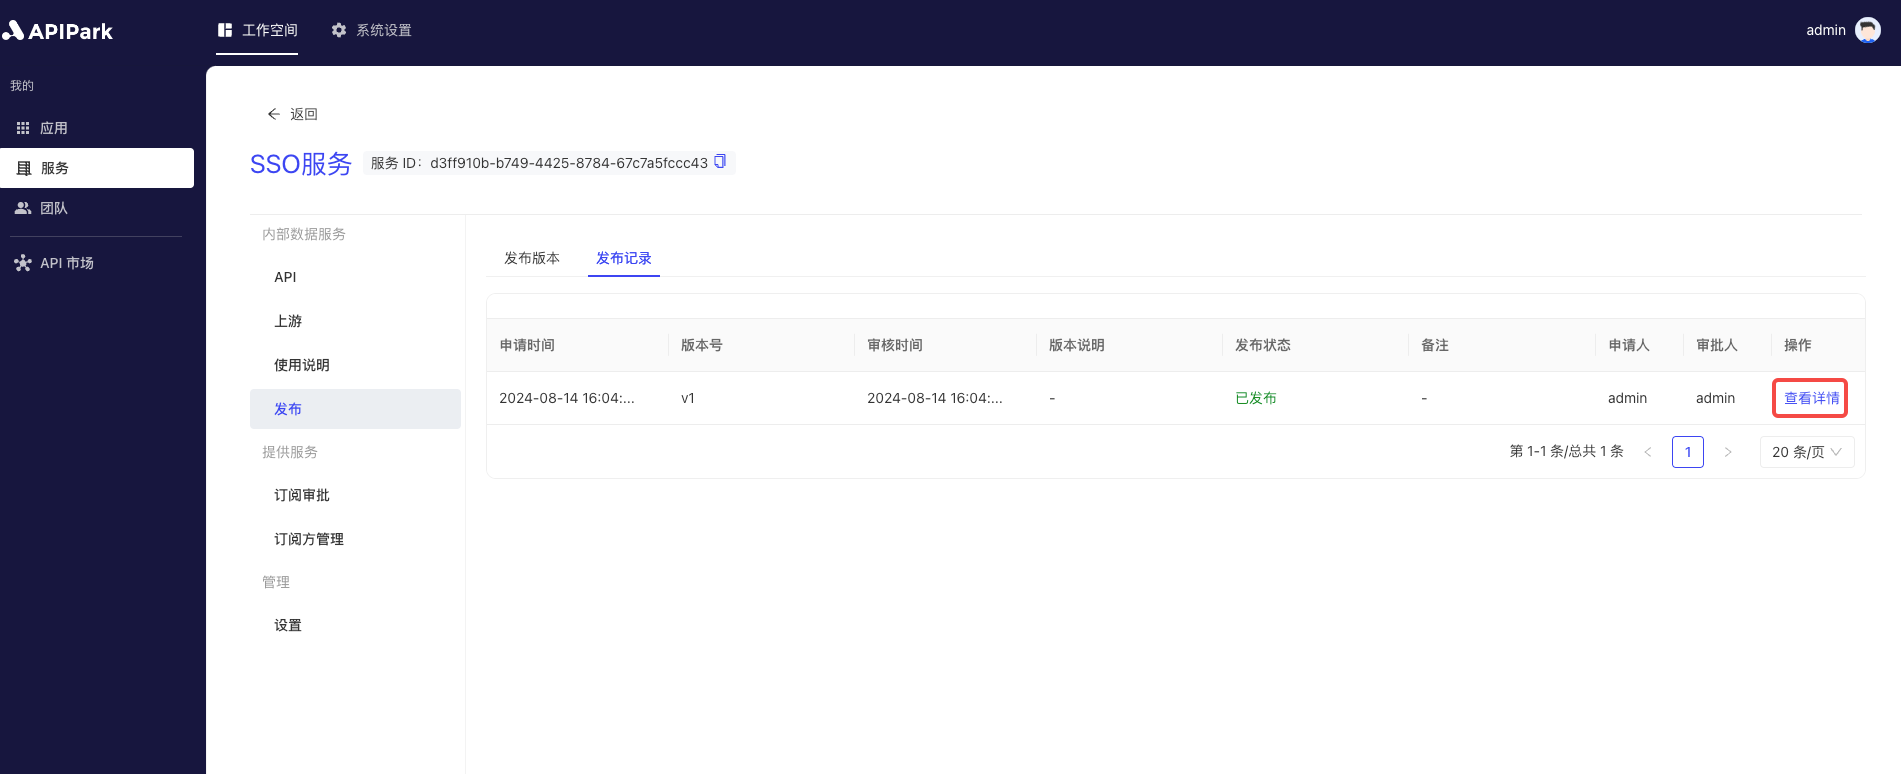 APIPark
工作空间
系统设置
admin
我的
应用
服务
团队
API 市场
返回
SSO服务
服务 ID：d3ff910b-b749-4425-8784-67c7a5fccc43
内部数据服务
API
上游
使用说明
发布
提供服务
订阅审批
订阅方管理
管理
设置
发布版本 发布记录
申请时间 版本号 审核时间 版本说明 发布状态 备注 申请人 审批人 操作
2024-08-14 16:04:... v1 2024-08-14 16:04:... - 已发布 - admin admin 查看详情
第 1-1 条/总共 1 条 < 1 > 20 条/页